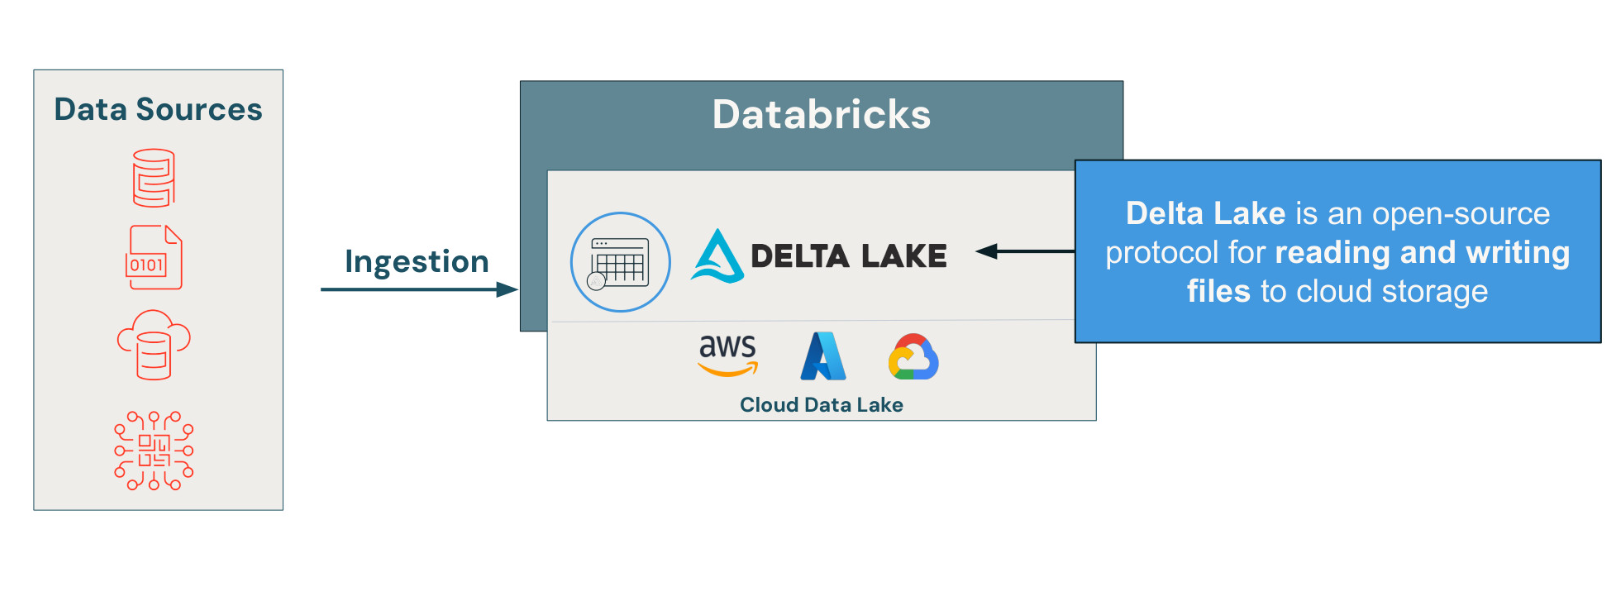 Data Sources
0101
Ingestion
Databricks
DELTA LAKE
aws
Cloud Data Lake
Delta Lake is an open-source
protocol for reading and writing
files to cloud storage